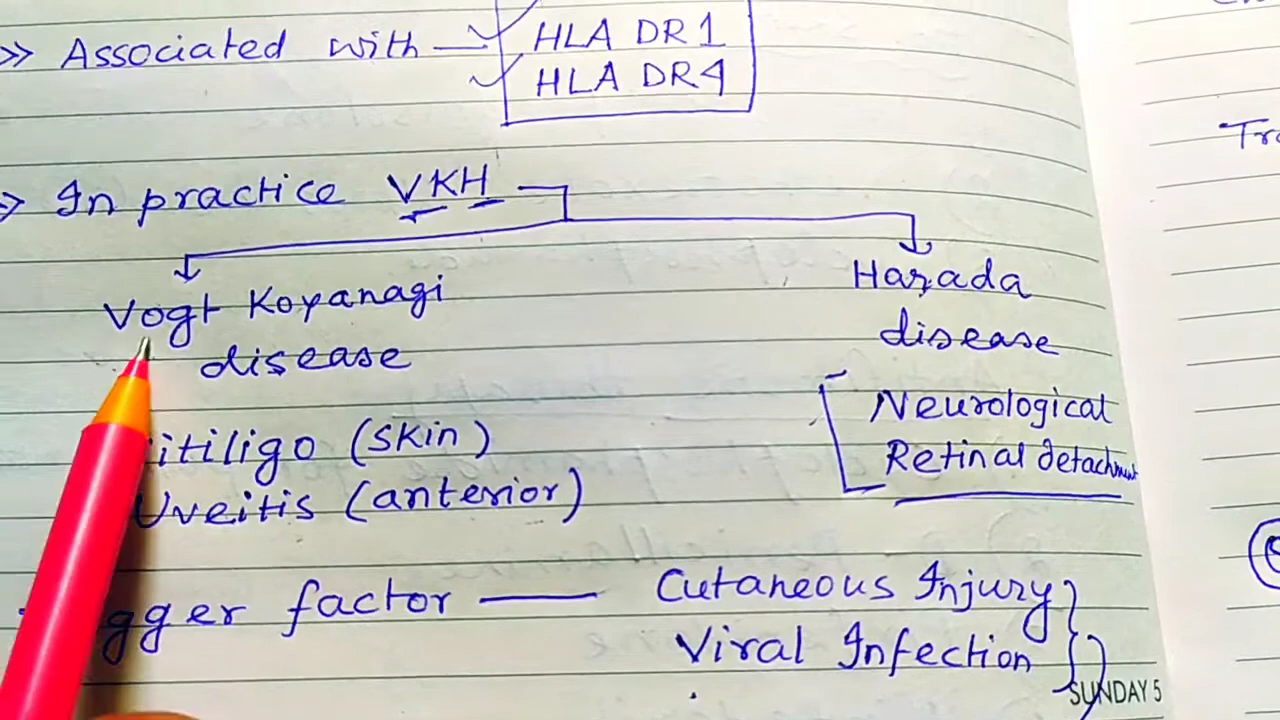 >> Associated with — HLA DR1
HLA DR4
In practice VKH
Vogt Koyanagi
disease
Harada
disease
Neurological
Retinal detachment
itiligo (skin)
Uveitis (anterior)
gger factor — Cutaneous Injury
Viral Infection
SUNDAY 5